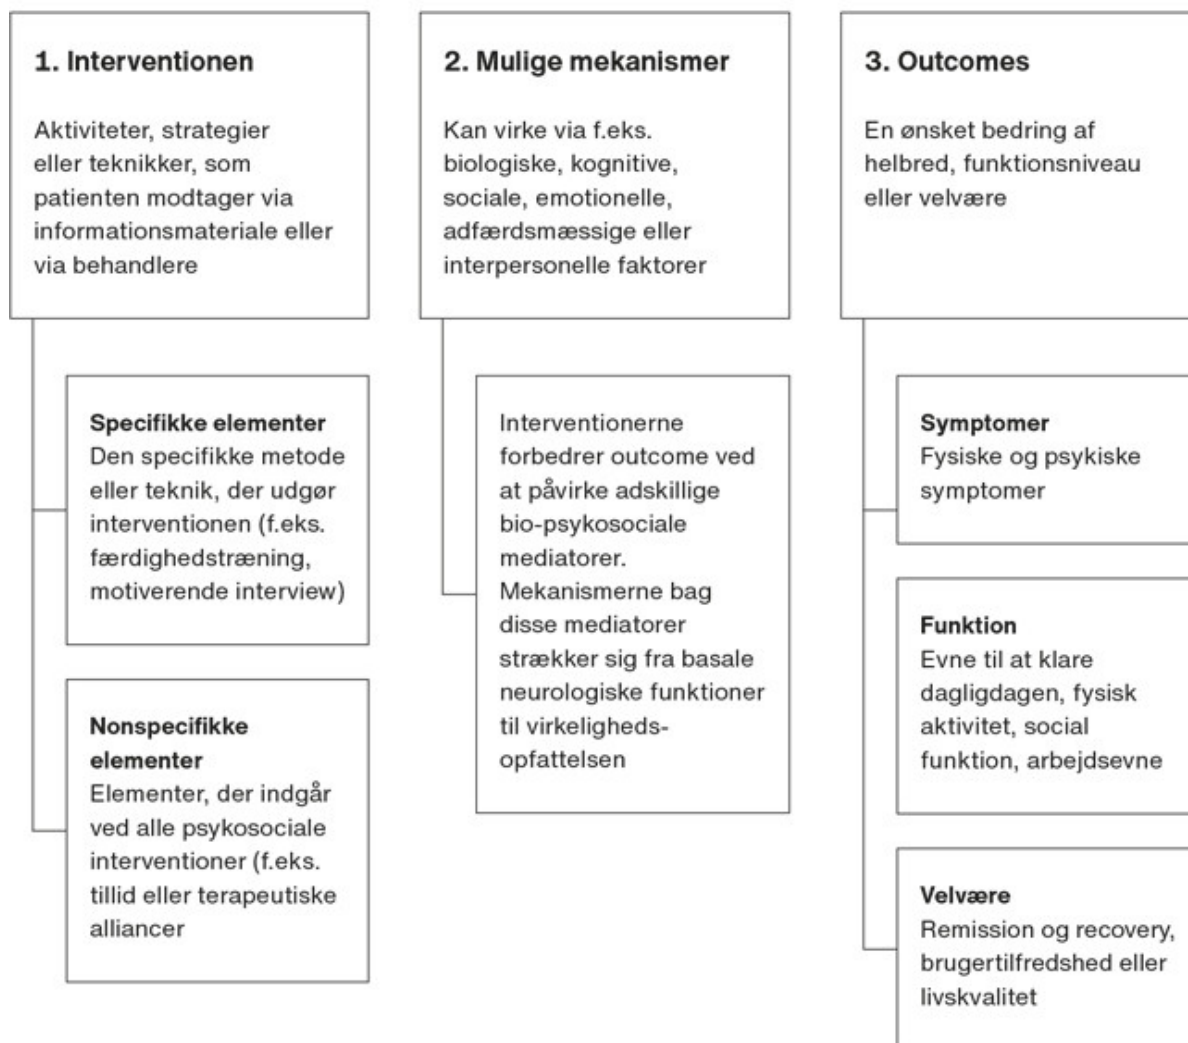 1. Interventionen
Aktiviteter, strategier
eller teknikker, som
patienten modtager via
informationsmateriale eller
via behandlere
Specifikke elementer
Den specifikke metode
eller teknik, der udgør
interventionen (f.eks.
færdighedstræning,
motiverende interview)
Nonspecifikke
elementer
Elementer, der indgår
ved alle psykosociale
interventioner (f.eks.
tillid eller terapeutiske
alliancer
2. Mulige mekanismer
Kan virke via f.eks.
biologiske, kognitive,
sociale, emotionelle,
adfærdsmæssige eller
interpersonelle faktorer
Interventionerne
forbedrer outcome ved
at påvirke adskillige
bio-psykosociale
mediatorer.
Mekanismerne bag
disse mediatorer
strækker sig fra basale
neurologiske funktioner
til virkeligheds-
opfattelsen
3. Outcomes
En ønsket bedring af
helbred, funktionsniveau
eller velvære
Symptomer
Fysiske og psykiske
symptomer
Funktion
Evne til at klare
dagligdagen, fysisk
aktivitet, social
funktion, arbejdsevne
Velvære
Remission og recovery,
brugertilfredshed eller
livskvalitet